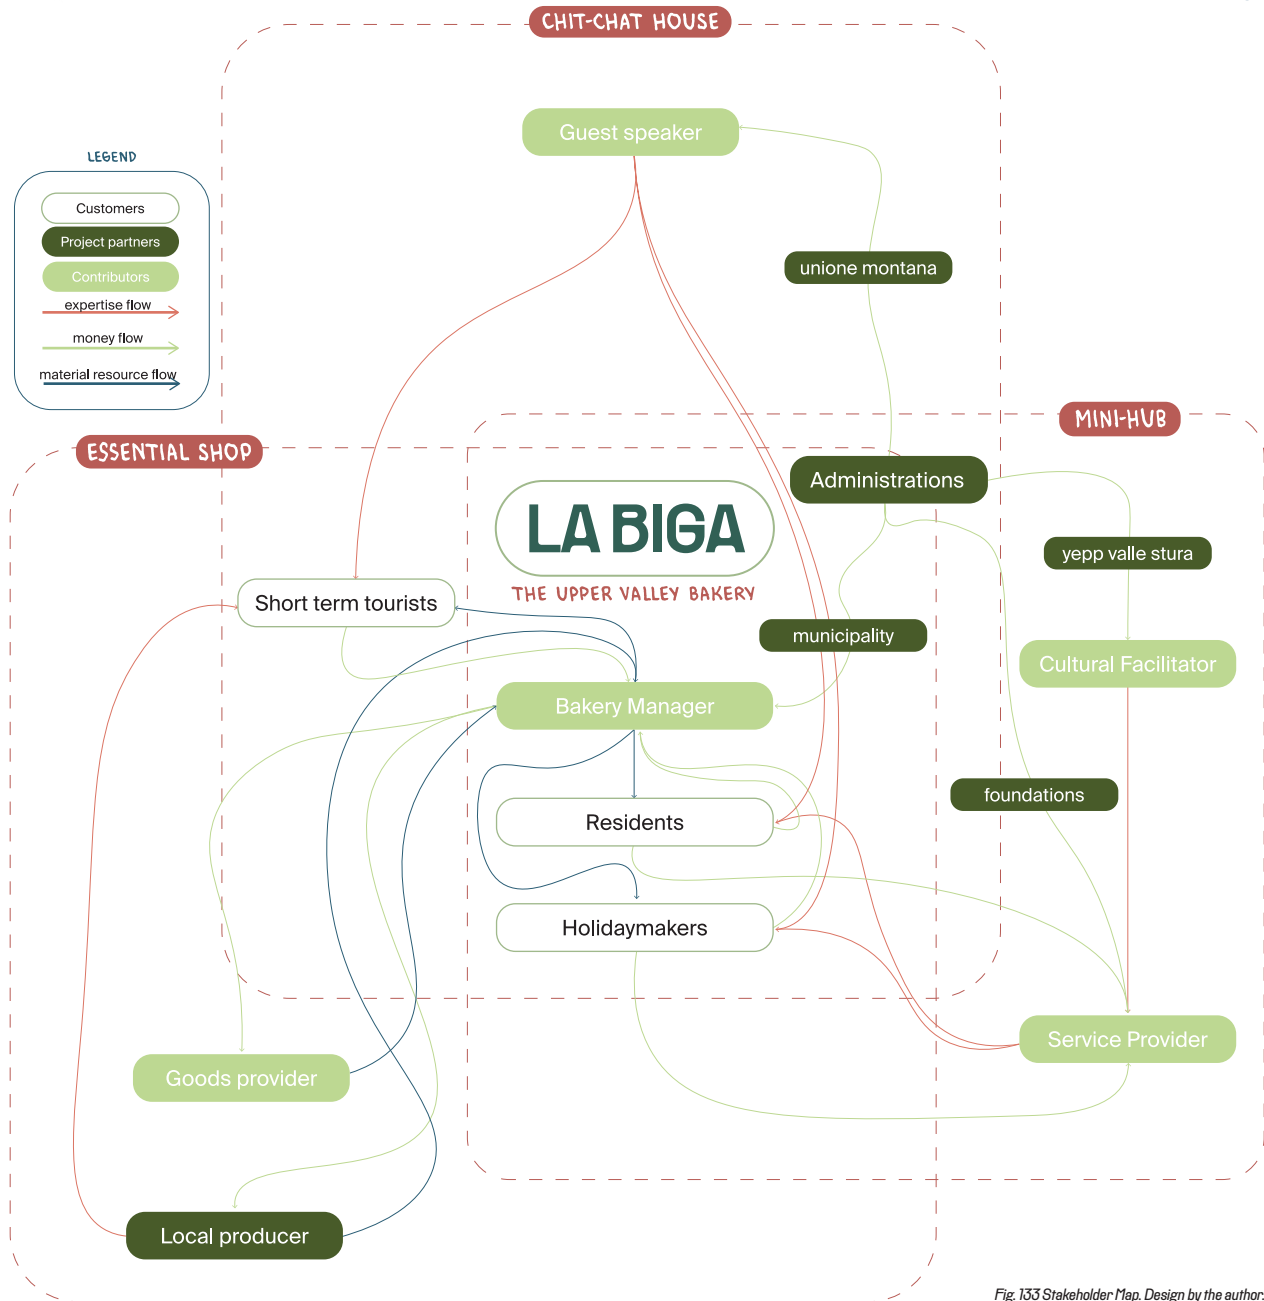 CHIT-CHAT HOUSE
Guest speaker
LEGEND
Customers
Project partners
Contributors
expertise flow
money flow
material resource flow
unione montana
MINI-HUB
ESSENTIAL SHOP
Administrations
LA BIGA
THE UPPER VALLEY BAKERY
yepp valle stura
Short term tourists
municipality
Cultural Facilitator
Bakery Manager
foundations
Residents
Holidaymakers
Service Provider
Goods provider
Local producer
Fig. 133 Stakeholder Map. Design by the author.